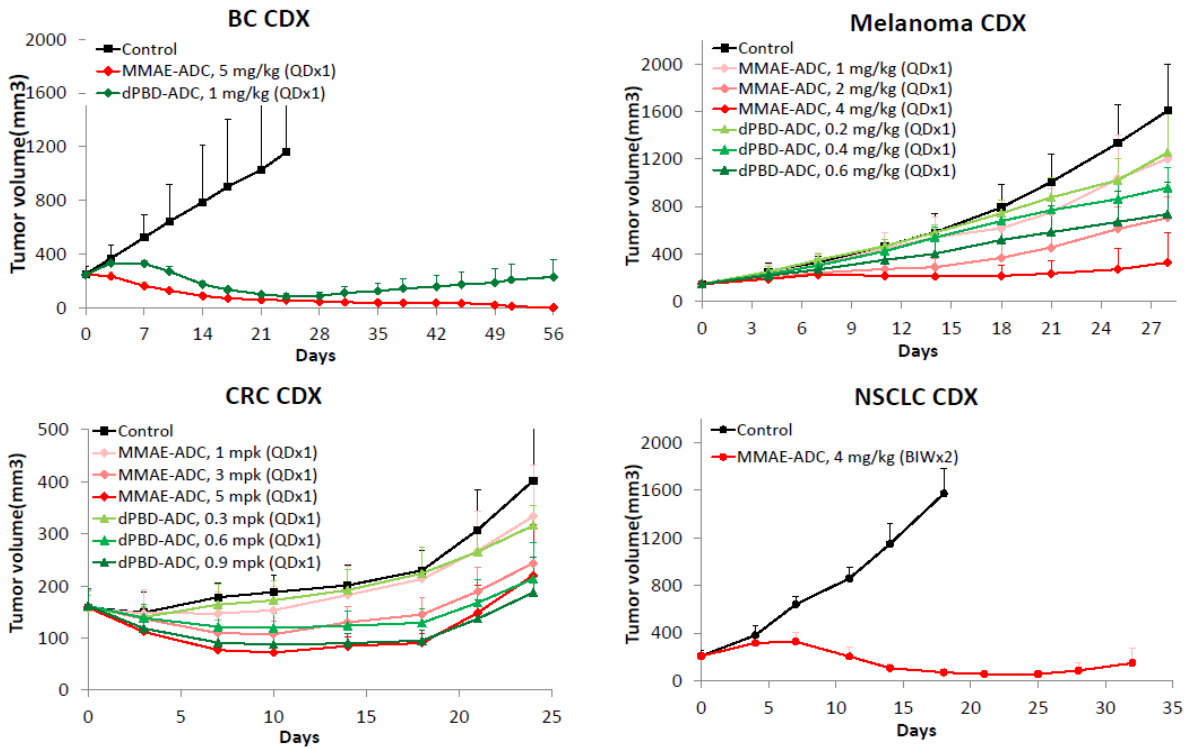 BC CDX
Tumor volume(mm3)
2000
1600
1200
800
400
0
Control
MMAE-ADC, 5 mg/kg (QDx1)
dPBD-ADC, 1 mg/kg (QDx1)
0 7 14 21 28 35 42 49 56
Days
Melanoma CDX
Tumor volume(mm3)
2000
1600
1200
800
400
0
Control
MMAE-ADC, 1 mg/kg (QDx1)
MMAE-ADC, 2 mg/kg (QDx1)
MMAE-ADC, 4 mg/kg (QDx1)
dPBD-ADC, 0.2 mg/kg (QDx1)
dPBD-ADC, 0.4 mg/kg (QDx1)
dPBD-ADC, 0.6 mg/kg (QDx1)
0 3 6 9 12 15 18 21 24 27
Days
CRC CDX
Tumor volume(mm3)
500
400
300
200
100
0
Control
MMAE-ADC, 1 mpk (QDx1)
MMAE-ADC, 3 mpk (QDx1)
MMAE-ADC, 5 mpk (QDx1)
dPBD-ADC, 0.3 mpk (QDx1)
dPBD-ADC, 0.6 mpk (QDx1)
dPBD-ADC, 0.9 mpk (QDx1)
0 5 10 15 20 25
Days
NSCLC CDX
Tumor volume(mm3)
2000
1600
1200
800
400
0
Control
MMAE-ADC, 4 mg/kg (BIWx2)
0 5 10 15 20 25 30 35
Days